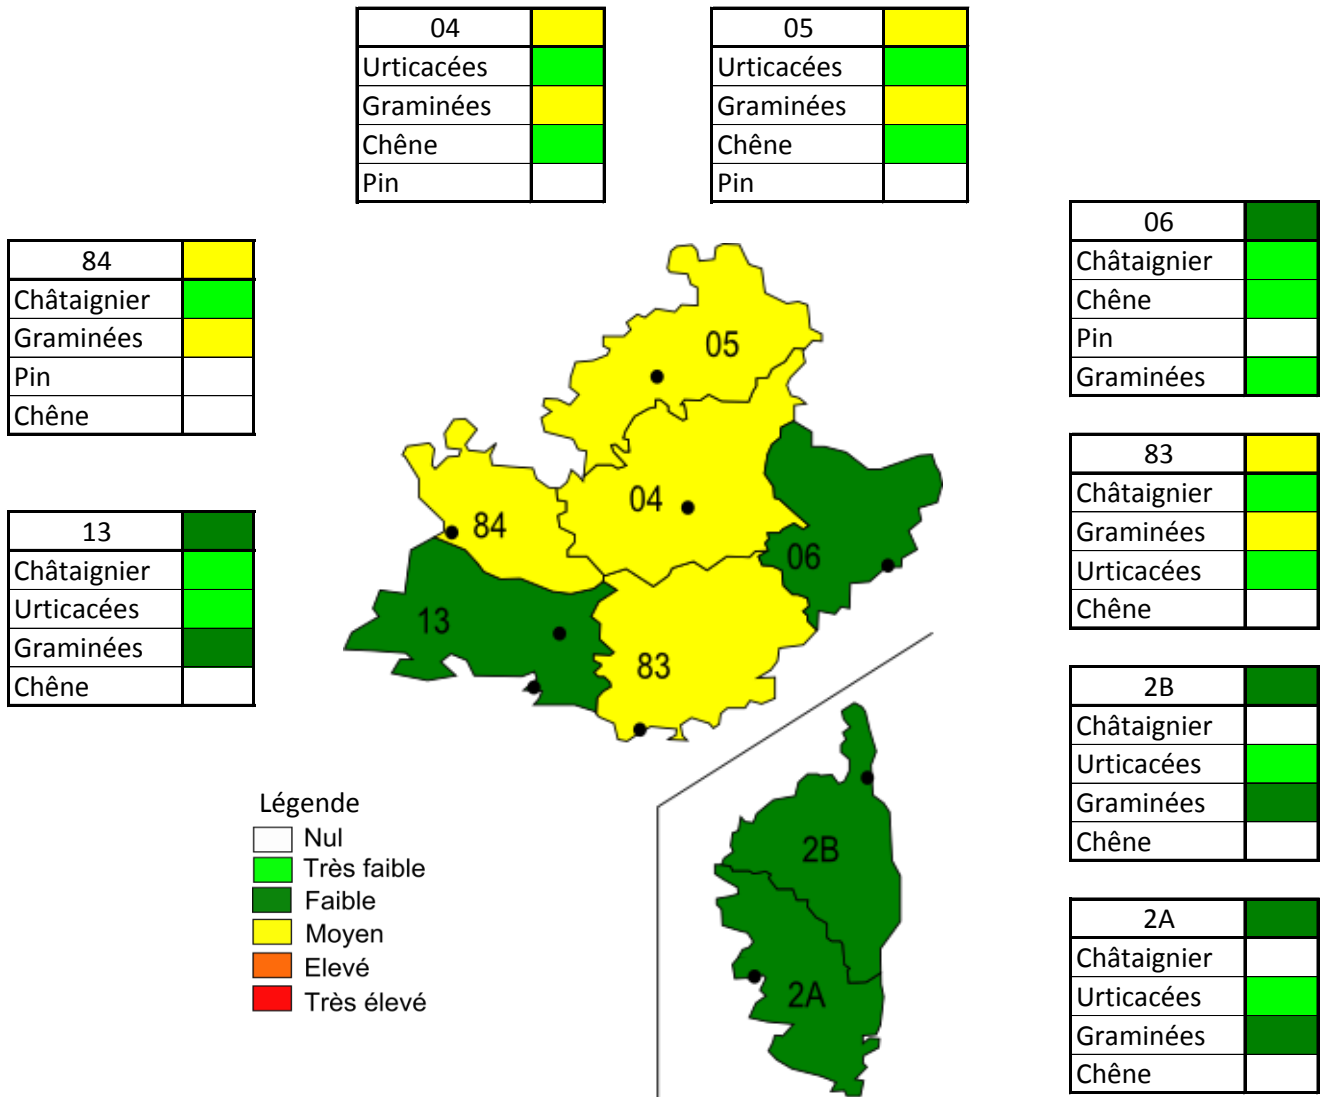 04
Urticacées
Graminées
Chêne
Pin
05
Urticacées
Graminées
Chêne
Pin
84
Châtaignier
Graminées
Pin
Chêne
13
Châtaignier
Urticacées
Graminées
Chêne
06
Châtaignier
Chêne
Pin
Graminées
83
Châtaignier
Graminées
Urticacées
Chêne
2B
Châtaignier
Urticacées
Graminées
Chêne
2A
Châtaignier
Urticacées
Graminées
Chêne
05
04
84
06
13
83
2B
2A
Légende
Nul
Très faible
Faible
Moyen
Elevé
Très élevé